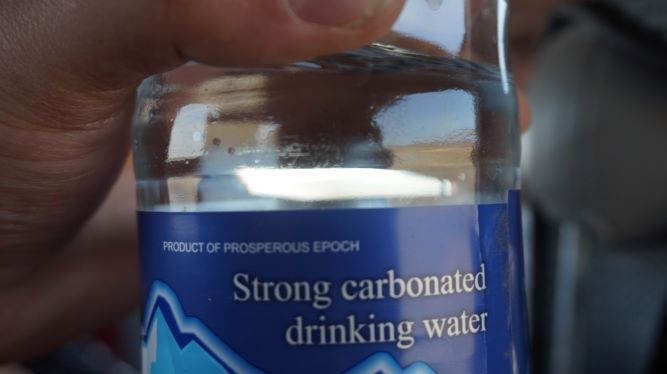 PRODUCT OF PROSPEROUS EPOCH
Strong carbonated
drinking water